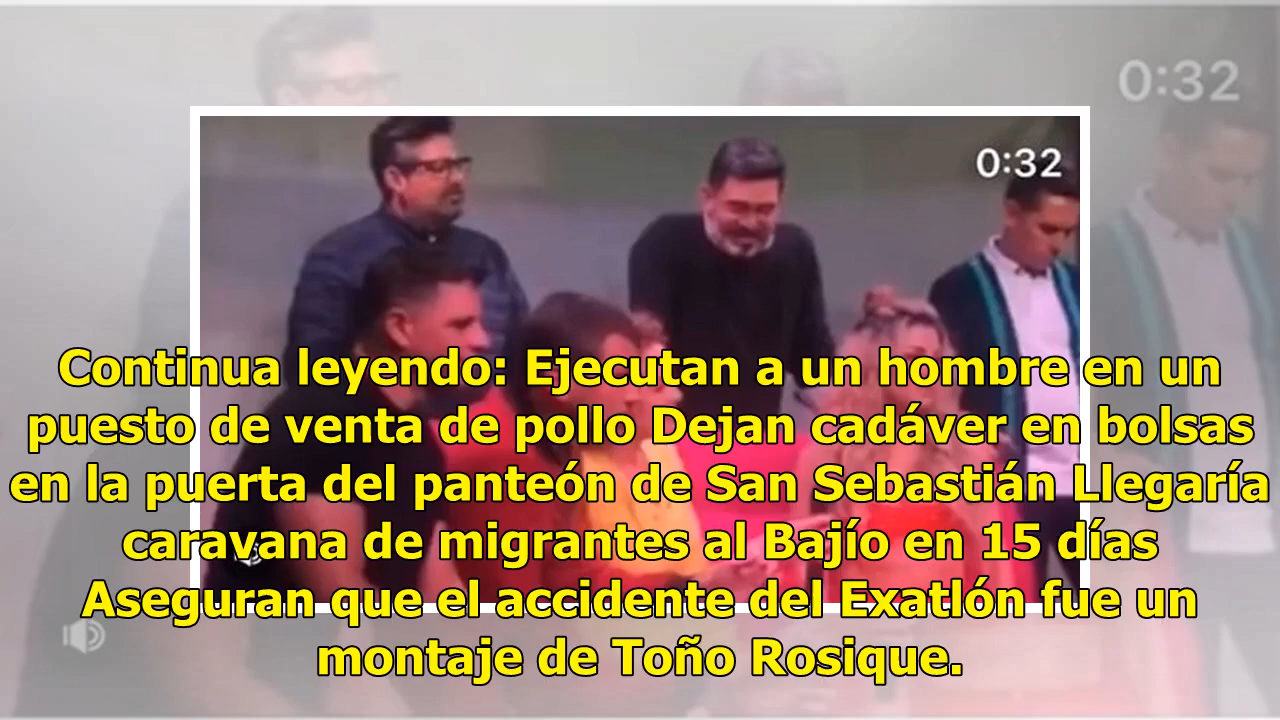 0:32
0:32
Continua leyendo: Ejecutan a un hombre en un
puesto de venta de pollo Dejan cadáver en bolsas
en la puerta del panteón de San Sebastián Llegaría
caravana de migrantes al Bajío en 15 días
Aseguran que el accidente del Exatlón fue un
montaje de Toño Rosique.